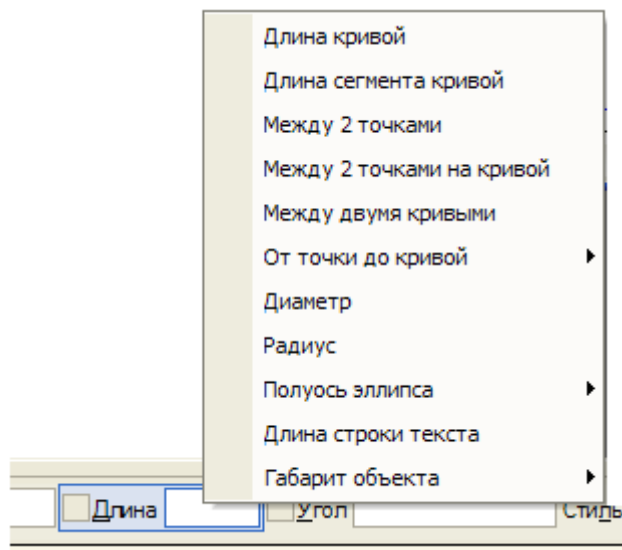 Длина кривой
Длина сегмента кривой
Между 2 точками
Между 2 точками на кривой
Между двумя кривыми
От точки до кривой
Диаметр
Радиус
Полуось эллипса
Длина строки текста
Габарит объекта
Длина Угол Стиль